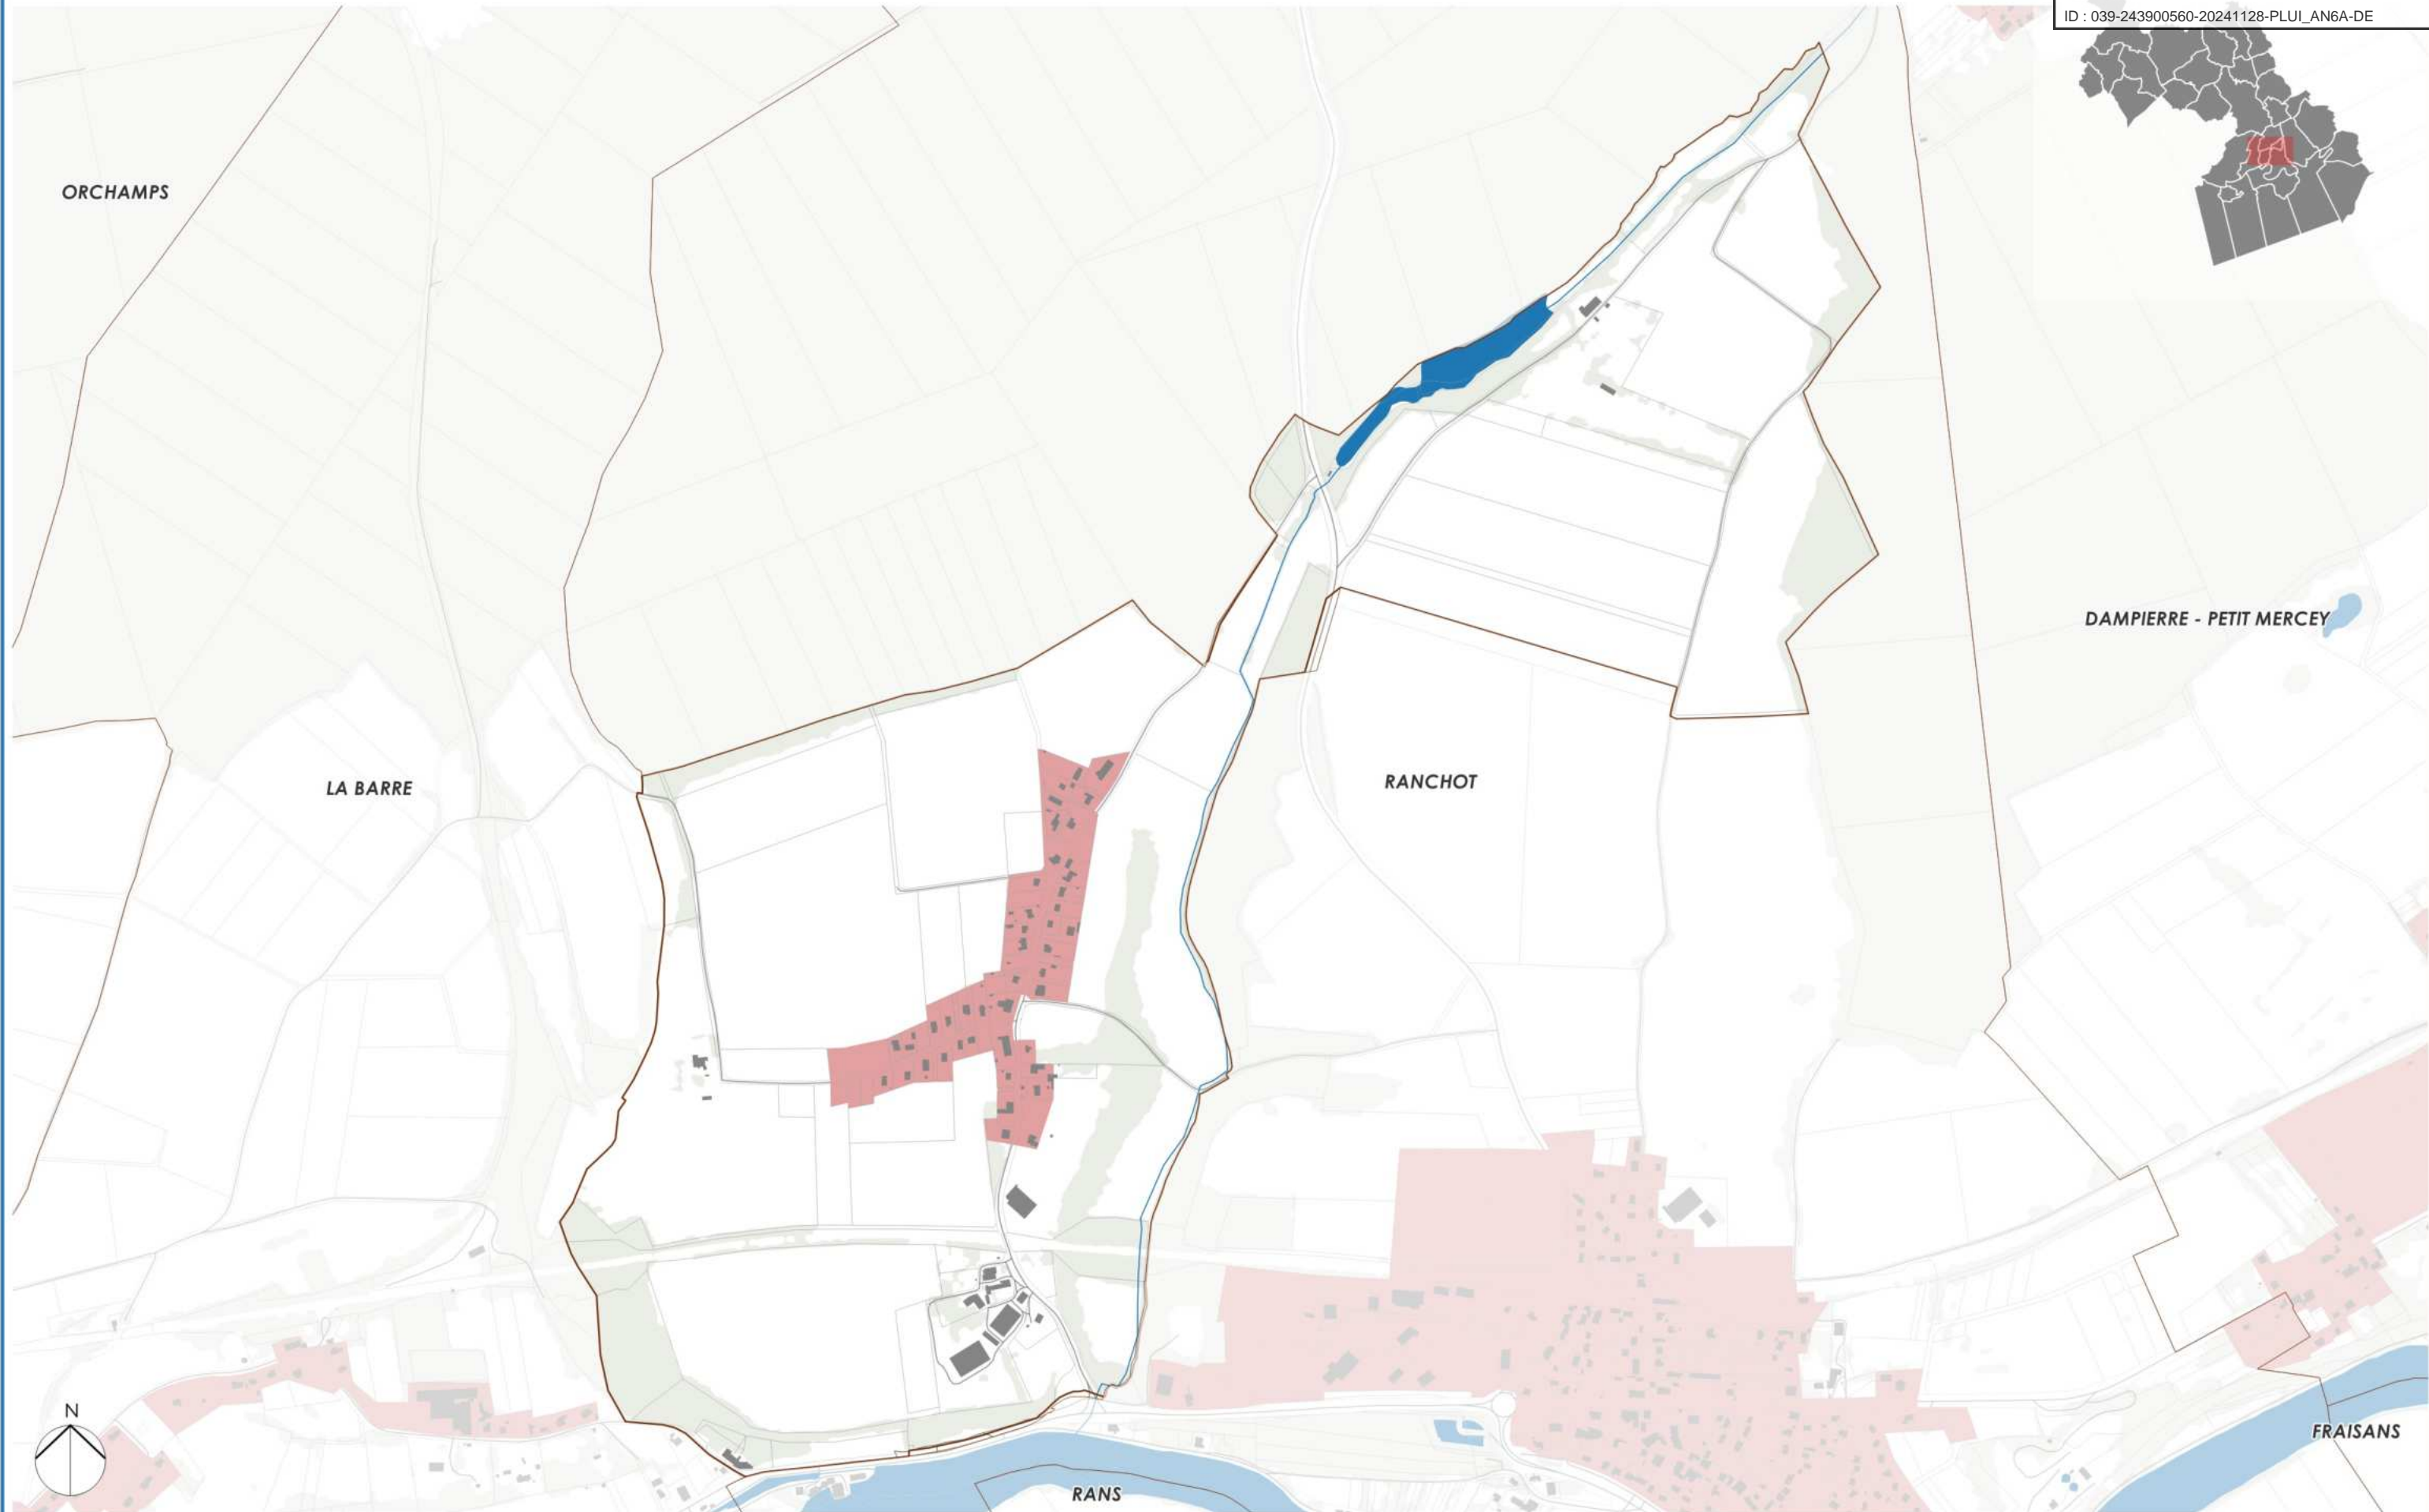 ID : 039-243900560-20241128-PLUI_AN6A-DE
ORCHAMPS
DAMPIERRE - PETIT MERCEY
LA BARRE
RANCHOT
N
FRAISANS
RANS